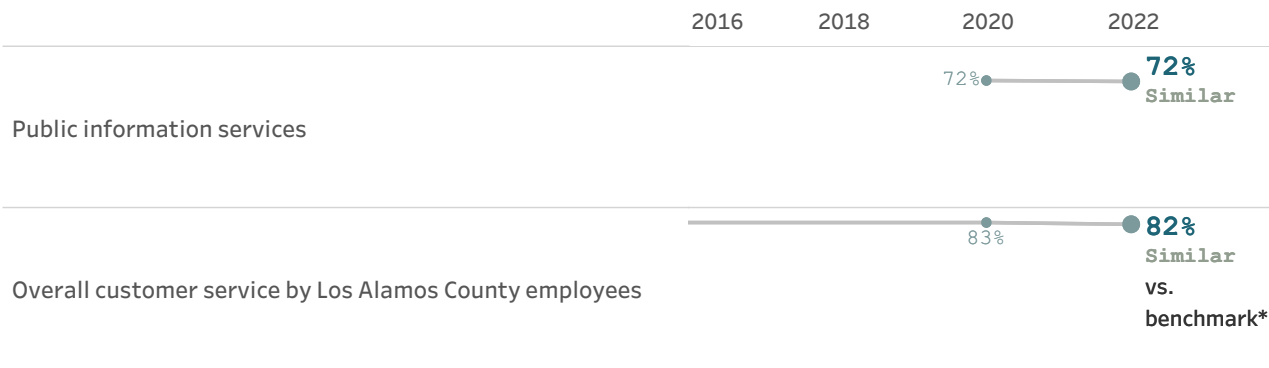 2016 2018 2020 2022
72% 72%
Similar
Public information services
82%
83%
Similar
Overall customer service by Los Alamos County employees vs.
benchmark*